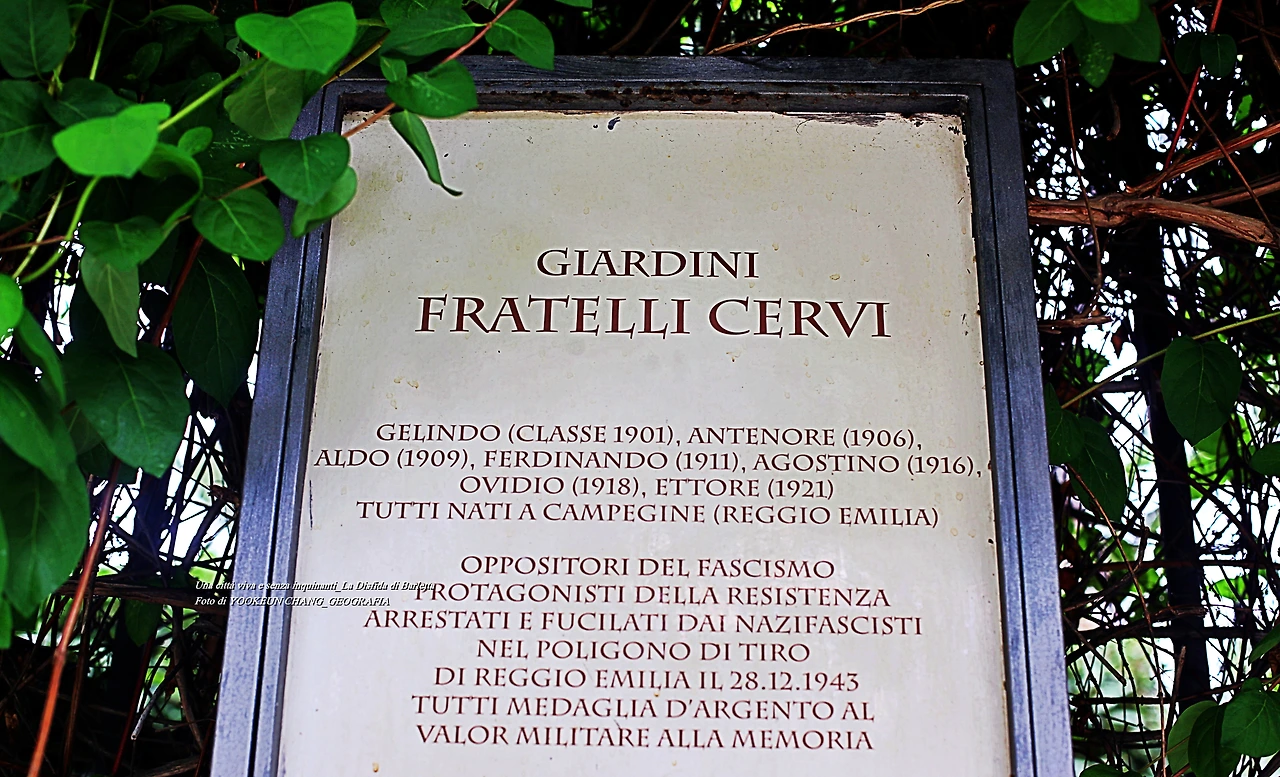 GIARDINI
FRATELLI CERVI
GELINDO (CLASSE 1901), ANTENORE (1906),
ALDO (1909), FERDINANDO (1911), AGOSTINO (1916),
OVIDIO (1918), ETTORE (1921)
TUTTI NATI A CAMPEGINE (REGGIO EMILIA)
OPPOSITORI DEL FASCISMO
PROTAGONISTI DELLA RESISTENZA
ARRESTATI E FUCILATI DAI NAZIFASCISTI
NEL POLIGONO DI TIRO
DI REGGIO EMILIA IL 28.12.1943
TUTTI MEDAGLIA D'ARGENTO AL
VALOR MILITARE ALLA MEMORIA
Una città viva e senza inquinanti_La Disfida di Barletta
Foto di YOOKEUN CHANG_GEOGRAFIA